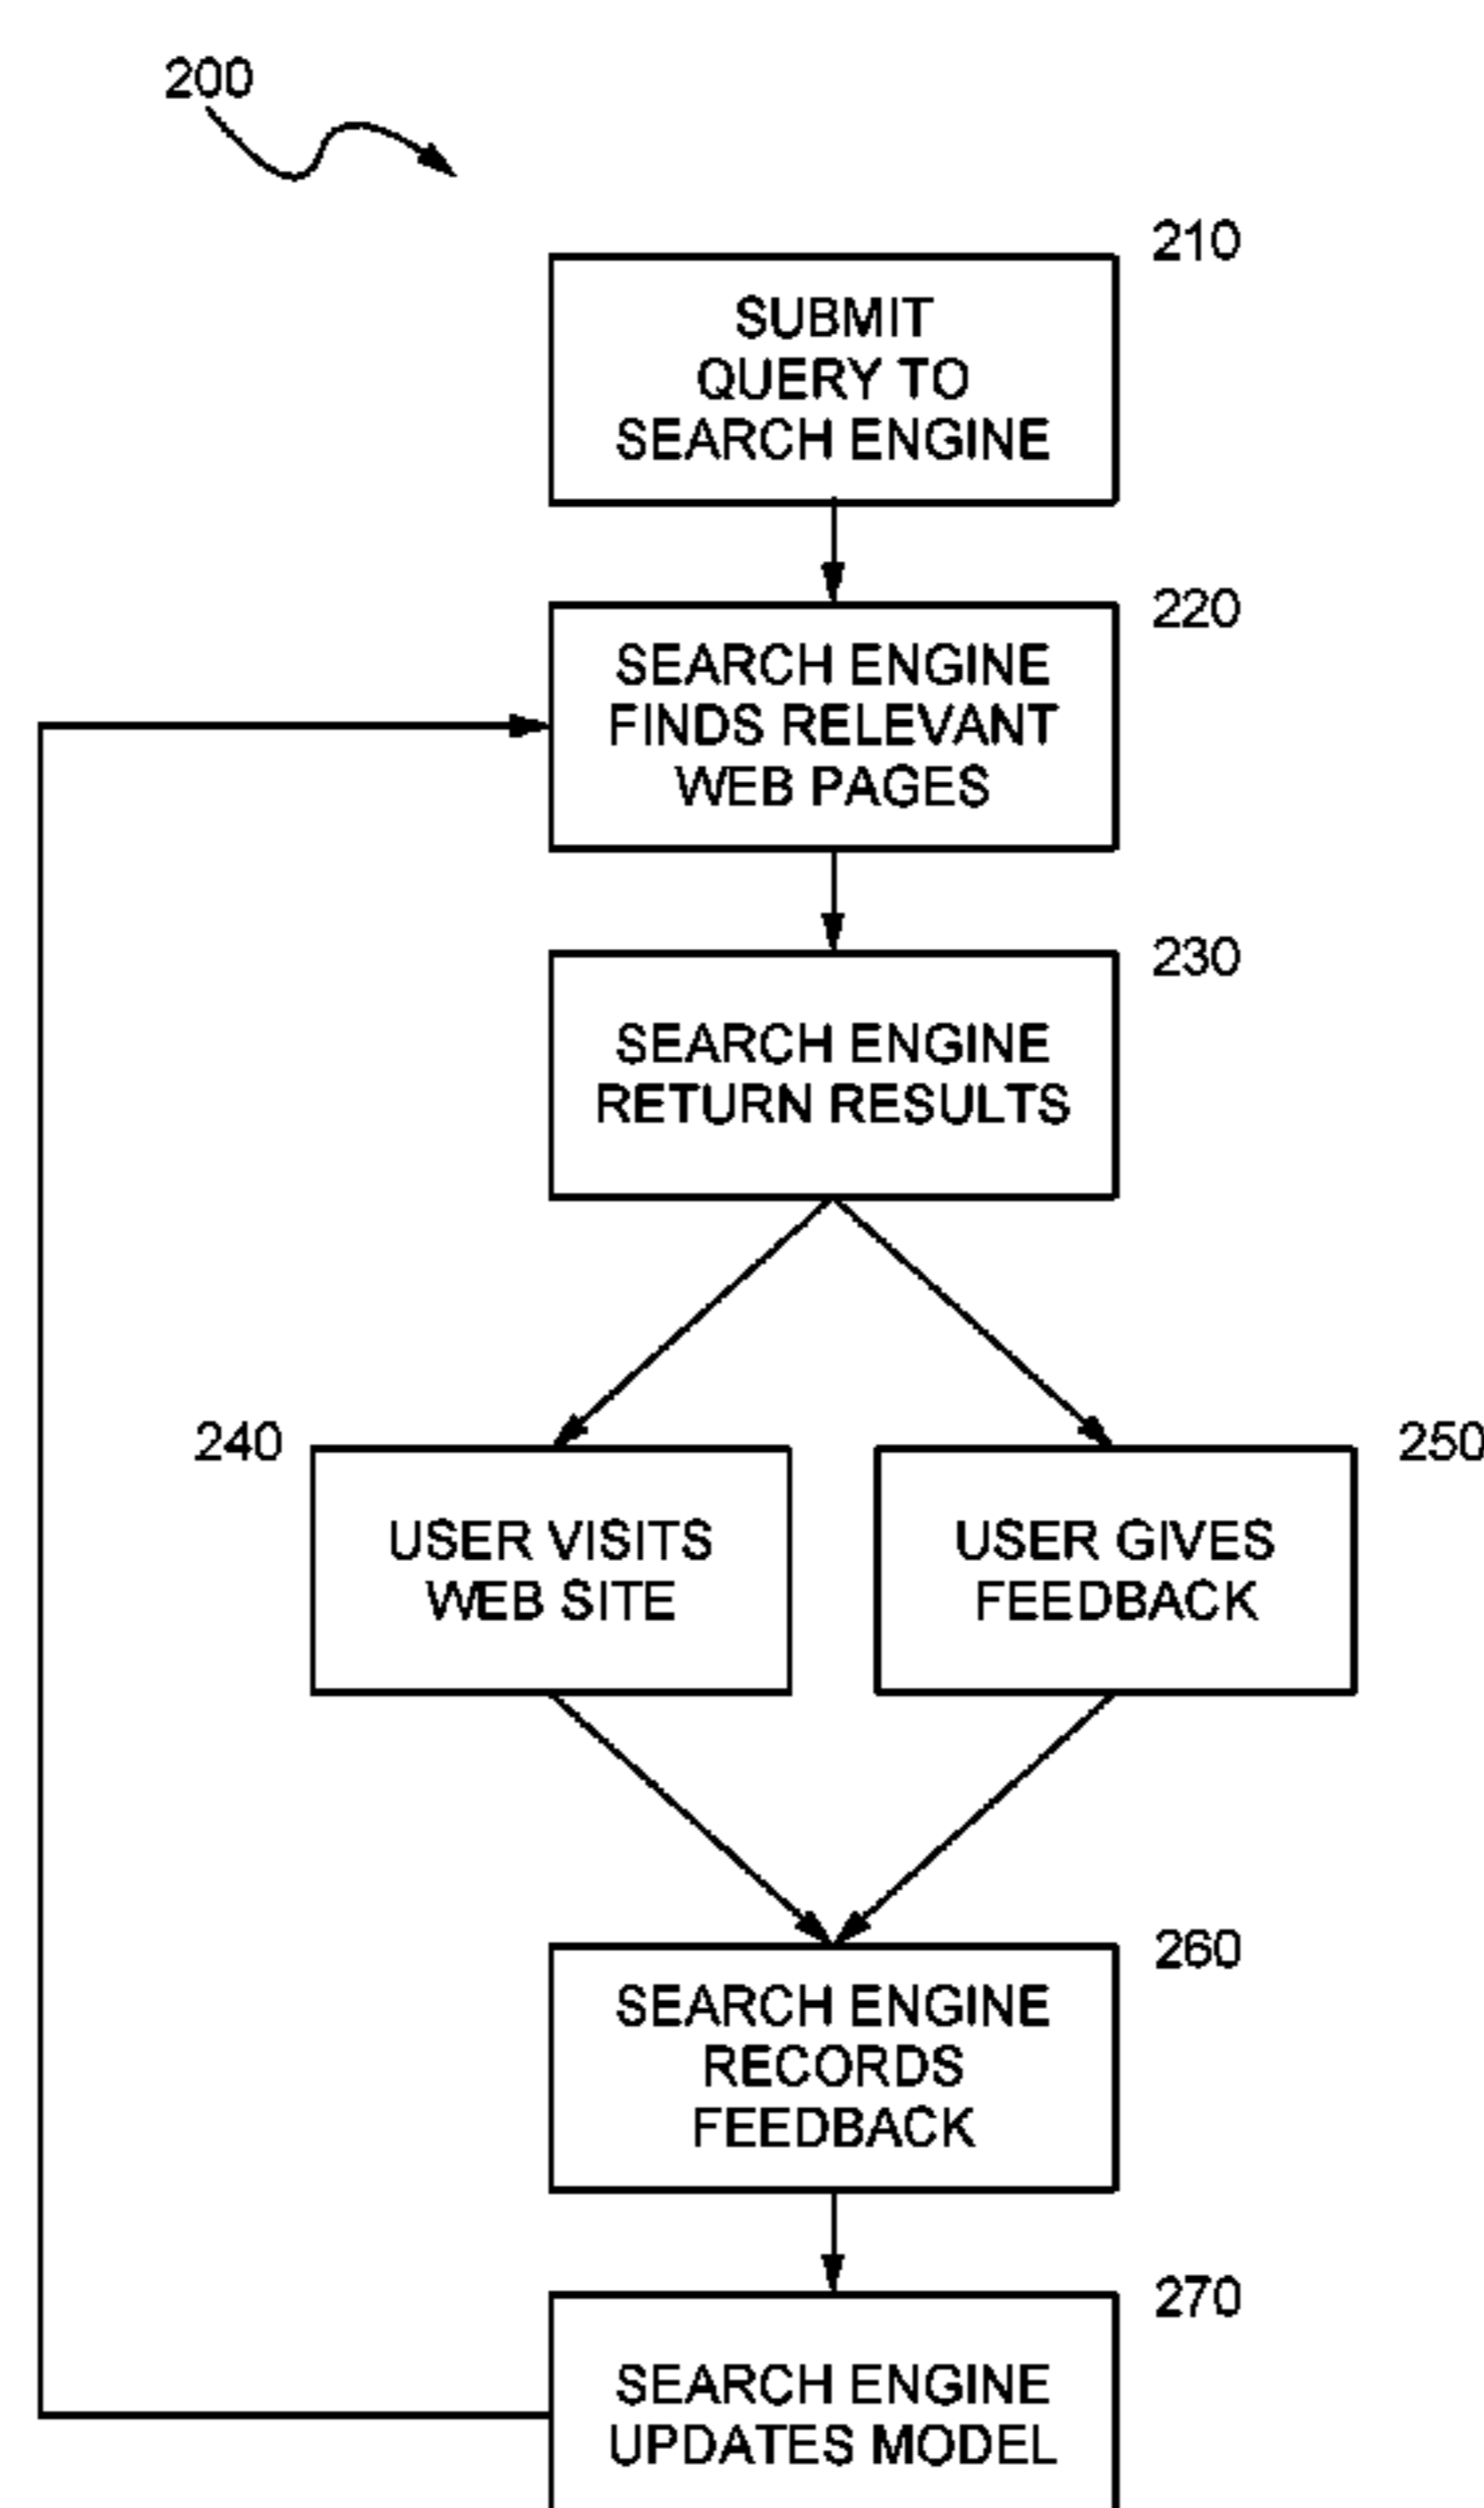 200
210
SUBMIT
QUERY TO
SEARCH ENGINE
220
SEARCH ENGINE
FINDS RELEVANT
WEB PAGES
230
SEARCH ENGINE
RETURN RESULTS
240
USER VISITS
WEB SITE
250
USER GIVES
FEEDBACK
260
SEARCH ENGINE
RECORDS
FEEDBACK
270
SEARCH ENGINE
UPDATES MODEL